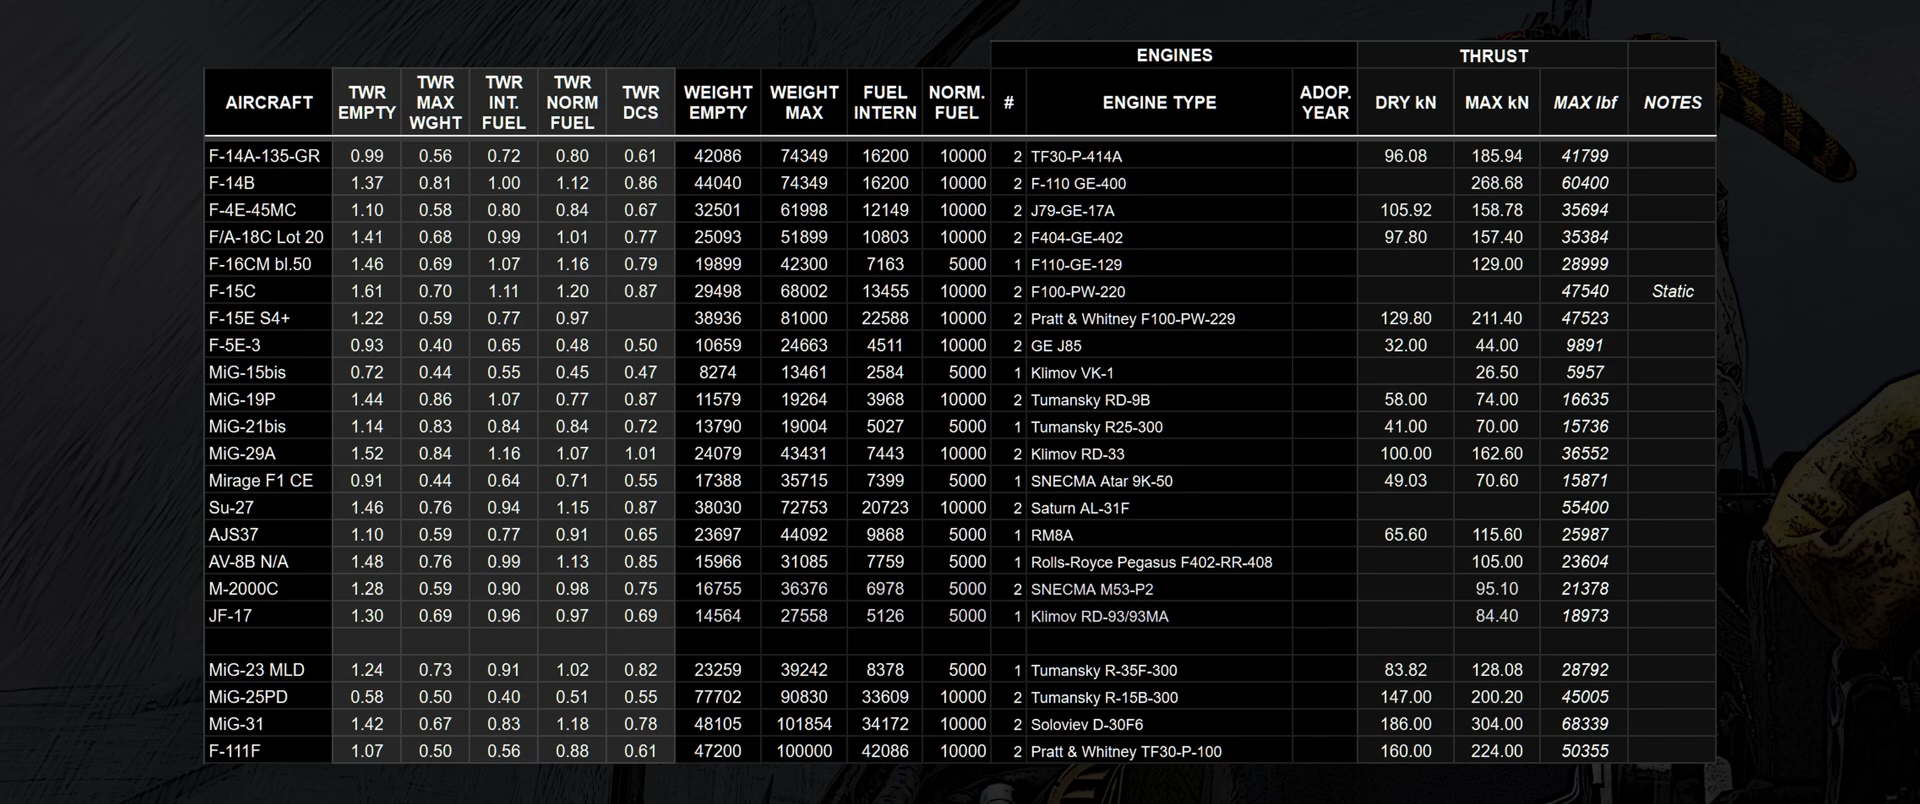 ENGINES THRUST
AIRCRAFT TWR EMPTY TWR MAX WGHT TWR INT. FUEL TWR NORM FUEL TWR DCS WEIGHT EMPTY WEIGHT MAX FUEL INTERN NORM. FUEL # ENGINE TYPE ADOP. YEAR DRY kN MAX kN MAX lbf NOTES
F-14A-135-GR 0.99 0.56 0.72 0.80 0.61 42086 74349 16200 10000 2 TF30-P-414A 96.08 185.94 41799
F-14B 1.37 0.81 1.00 1.12 0.86 44040 74349 16200 10000 2 F-110 GE-400 268.68 60400
F-4E-45MC 1.10 0.58 0.80 0.84 0.67 32501 61998 12149 10000 2 J79-GE-17A 105.92 158.78 35694
F/A-18C Lot 20 1.41 0.68 0.99 1.01 0.77 25093 51899 10803 10000 2 F404-GE-402 97.80 157.40 35384
F-16CM bl.50 1.46 0.69 1.07 1.16 0.79 19899 42300 7163 5000 1 F110-GE-129 129.00 28999
F-15C 1.61 0.70 1.11 1.20 0.87 29498 68002 13455 10000 2 F100-PW-220 47540 Static
F-15E S4+ 1.22 0.59 0.77 0.97 38936 81000 22588 10000 2 Pratt & Whitney F100-PW-229 129.80 211.40 47523
F-5E-3 0.93 0.40 0.65 0.48 0.50 10659 24663 4511 10000 2 GE J85 32.00 44.00 9891
MiG-15bis 0.72 0.44 0.55 0.45 0.47 8274 13461 2584 5000 1 Klimov VK-1 26.50 5957
MiG-19P 1.44 0.86 1.07 0.77 0.87 11579 19264 3968 10000 2 Tumansky RD-9B 58.00 74.00 16635
MiG-21bis 1.14 0.83 0.84 0.84 0.72 13790 19004 5027 5000 1 Tumansky R25-300 41.00 70.00 15736
MiG-29A 1.52 0.84 1.16 1.07 1.01 24079 43431 7443 10000 2 Klimov RD-33 100.00 162.60 36552
Mirage F1 CE 0.91 0.44 0.64 0.71 0.55 17388 35715 7399 5000 1 SNECMA Atar 9K-50 49.03 70.60 15871
Su-27 1.46 0.76 0.94 1.15 0.87 38030 72753 20723 10000 2 Saturn AL-31F 55400
AJS37 1.10 0.59 0.77 0.91 0.65 23697 44092 9868 5000 1 RM8A 65.60 115.60 25987
AV-8B N/A 1.48 0.76 0.99 1.13 0.85 15966 31085 7759 5000 1 Rolls-Royce Pegasus F402-RR-408 105.00 23604
M-2000C 1.28 0.59 0.90 0.98 0.75 16755 36376 6978 5000 2 SNECMA M53-P2 95.10 21378
JF-17 1.30 0.69 0.96 0.97 0.69 14564 27558 5126 5000 1 Klimov RD-93/93MA 84.40 18973
MiG-23 MLD 1.24 0.73 0.91 1.02 0.82 23259 39242 8378 5000 1 Tumansky R-35F-300 83.82 128.08 28792
MiG-25PD 0.58 0.50 0.40 0.51 0.55 77702 90830 33609 10000 2 Tumansky R-15B-300 147.00 200.20 45005
MiG-31 1.42 0.67 0.83 1.18 0.78 48105 101854 34172 10000 2 Soloviev D-30F6 186.00 304.00 68339
F-111F 1.07 0.50 0.56 0.88 0.61 47200 100000 42086 10000 2 Pratt & Whitney TF30-P-100 160.00 224.00 50355